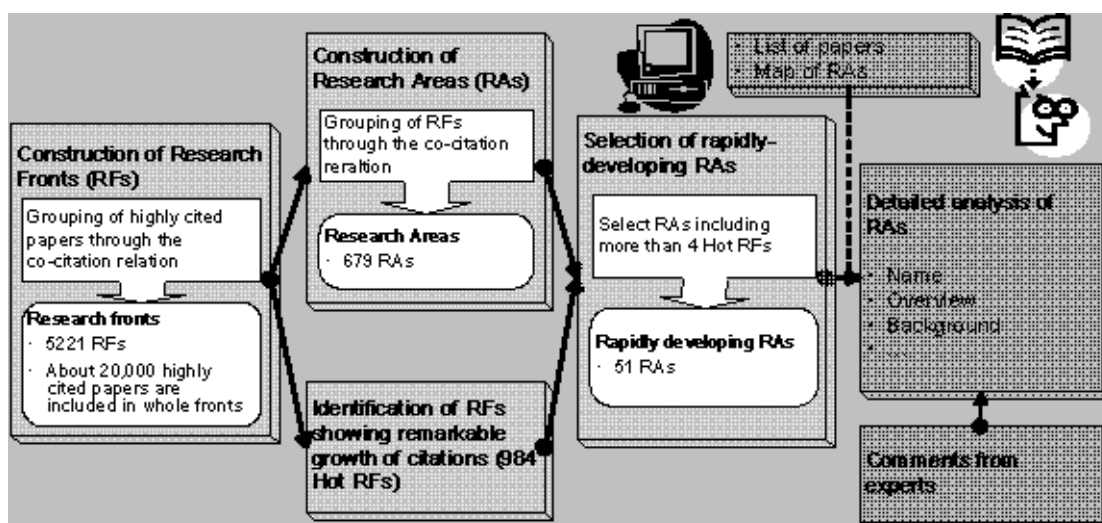 Construction of Research
Fronts (RFs)
Grouping of highly cited
papers through the
co-citation relation
Research fronts
· 5221 RFs
· About 20,000 highly
cited papers are
included in whole fronts
Construction of
Research Areas (RAs)
Grouping of RFs
through the co-citation
reraltion
Research Areas
· 679 RAs
Identification of RFs
showing remarkable
growth of citations (984
Hot RFs)
Selection of rapidly-
developing RAs
Select RAs including
more than 4 Hot RFs
Rapidly developing RAs
· 51 RAs
· List of papers
· Map of RAs
Detailed analysis of
RAs
· Name
· Overview
· Background
· ...
Comments from
experts